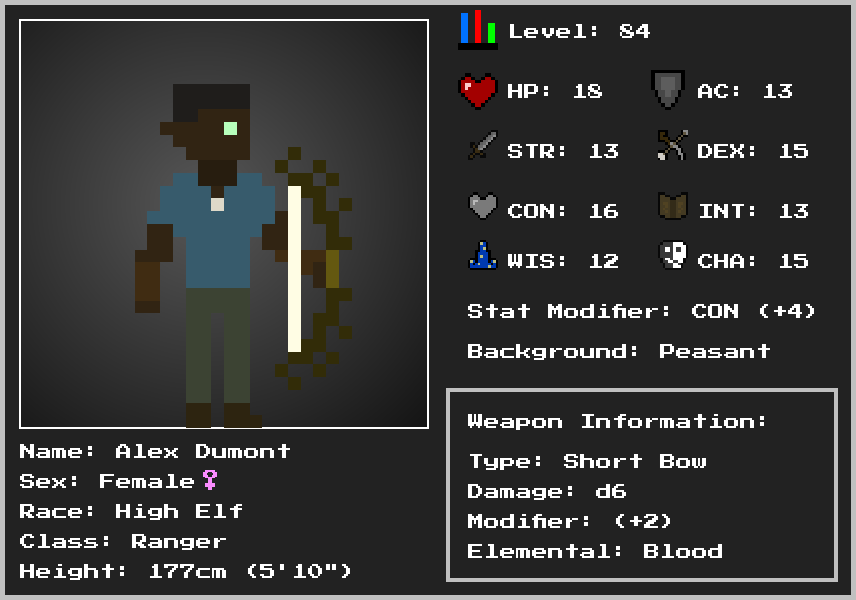 Level: 84
HP: 18 AC: 13
STR: 13 DEX: 15
CON: 16 INT: 13
WIS: 12 CHA: 15
Stat Modifier: CON (+4)
Background: Peasant
Weapon Information:
Type: Short Bow
Damage: d6
Modifier: (+2)
Elemental: Blood
Name: Alex Dumont
Sex: Female♀
Race: High Elf
Class: Ranger
Height: 177cm (5'10")